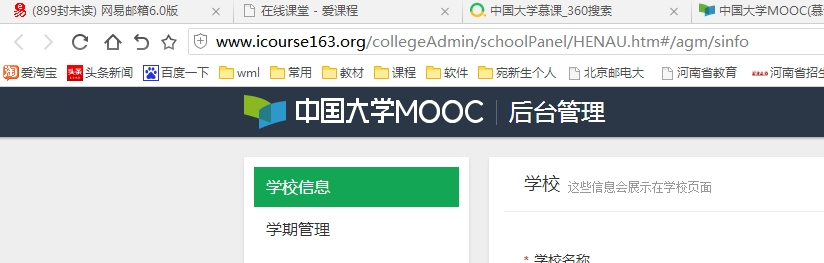 (899封未读) 网易邮箱6.0版
在线课堂 - 爱课程
中国大学慕课_360搜索
中国大学MOOC(慕
www.icourse163.org/collegeAdmin/schoolPanel/HENAU.htm#/agm/sinfo
淘 爱淘宝 头条 头条新闻 百度一下 wml 常用 教材 课程 软件 宛新生个人 北京邮电大 河南省教育 河南省招生
中国大学MOOC 后台管理
学校信息
学期管理
学校 这些信息会展示在学校页面
* 学校名称